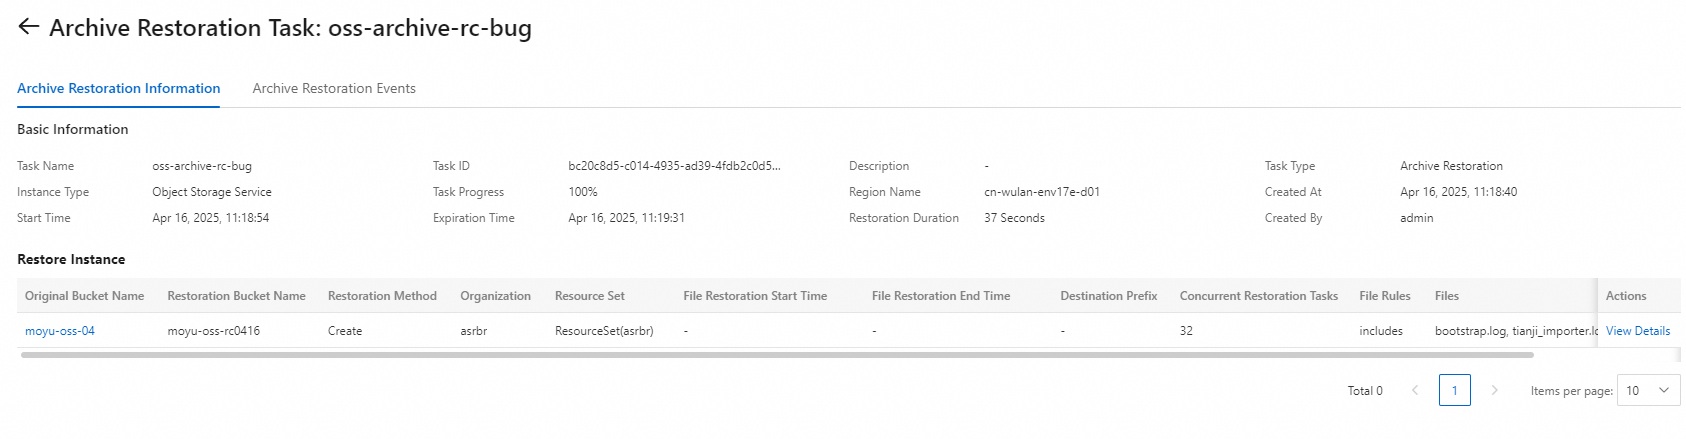 Archive Restoration Task: oss-archive-rc-bug
Archive Restoration Information Archive Restoration Events
Basic Information
Task Name oss-archive-rc-bug Task ID bc20c8d5-c014-4935-ad39-4fdb2c0d5... Description - Task Type Archive Restoration
Instance Type Object Storage Service Task Progress 100% Region Name cn-wulan-env17e-d01 Created At Apr 16, 2025, 11:18:40
Start Time Apr 16, 2025, 11:18:54 Expiration Time Apr 16, 2025, 11:19:31 Restoration Duration 37 Seconds Created By admin
Restore Instance
Original Bucket Name Restoration Bucket Name Restoration Method Organization Resource Set File Restoration Start Time File Restoration End Time Destination Prefix Concurrent Restoration Tasks File Rules Files Actions
moyu-oss-04 moyu-oss-rc0416 Create asrbr ResourceSet(asrbr) - - - 32 includes bootstrap.log, tianji_importer.lo View Details
Total 0 1 Items per page: 10